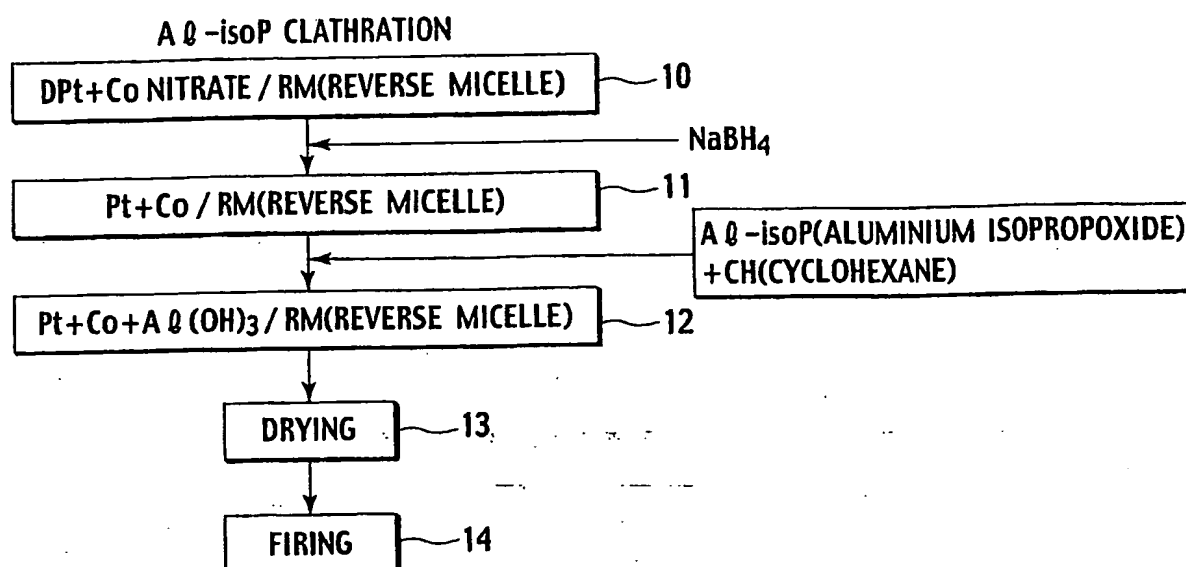 Aℓ-isoP CLATHRATION
DPt+Co NITRATE / RM(REVERSE MICELLE)
10
NaBH4
Pt+Co / RM(REVERSE MICELLE)
11
Aℓ-isoP(ALUMINIUM ISOPROPOXIDE)
+CH(CYCLOHEXANE)
Pt+Co+Aℓ(OH)3 / RM(REVERSE MICELLE)
12
DRYING
13
FIRING
14